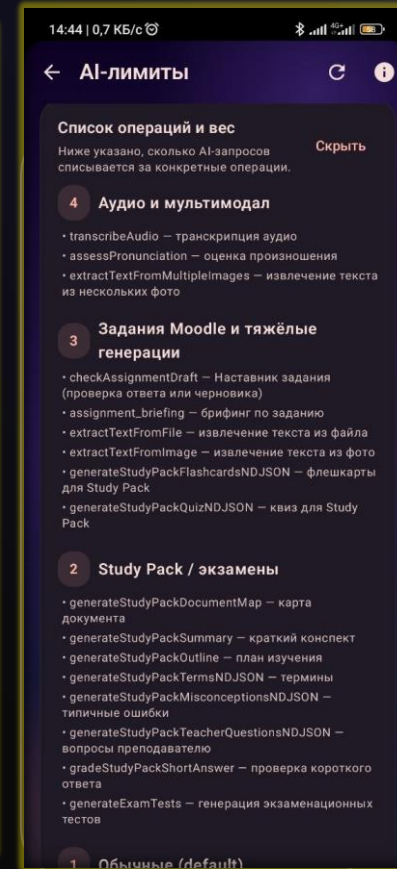 14:44 | 0,7 КБ/с
4G+
AI-лимиты
Список операций и вес
Ниже указано, сколько AI-запросов
списывается за конкретные операции.
Скрыть
4 Аудио и мультимодал
• transcribeAudio — транскрипция аудио
• assessPronunciation — оценка произношения
• extractTextFromMultipleImages — извлечение текста
из нескольких фото
3 Задания Moodle и тяжёлые
генерации
• checkAssignmentDraft — Наставник задания
(проверка ответа или черновика)
• assignment_briefing — брифинг по заданию
• extractTextFromFile — извлечение текста из файла
• extractTextFromImage — извлечение текста из фото
• generateStudyPackFlashcardsNDJSON — флешкарты
для Study Pack
• generateStudyPackQuizNDJSON — квиз для Study
Pack
2 Study Pack / экзамены
• generateStudyPackDocumentMap — карта
документа
• generateStudyPackSummary — краткий конспект
• generateStudyPackOutline — план изучения
• generateStudyPackTermsNDJSON — термины
• generateStudyPackMisconceptionsNDJSON —
типичные ошибки
• generateStudyPackTeacherQuestionsNDJSON —
вопросы преподавателю
• gradeStudyPackShortAnswer — проверка короткого
ответа
• generateExamTests — генерация экзаменационных
тестов
1 Обычные (default)